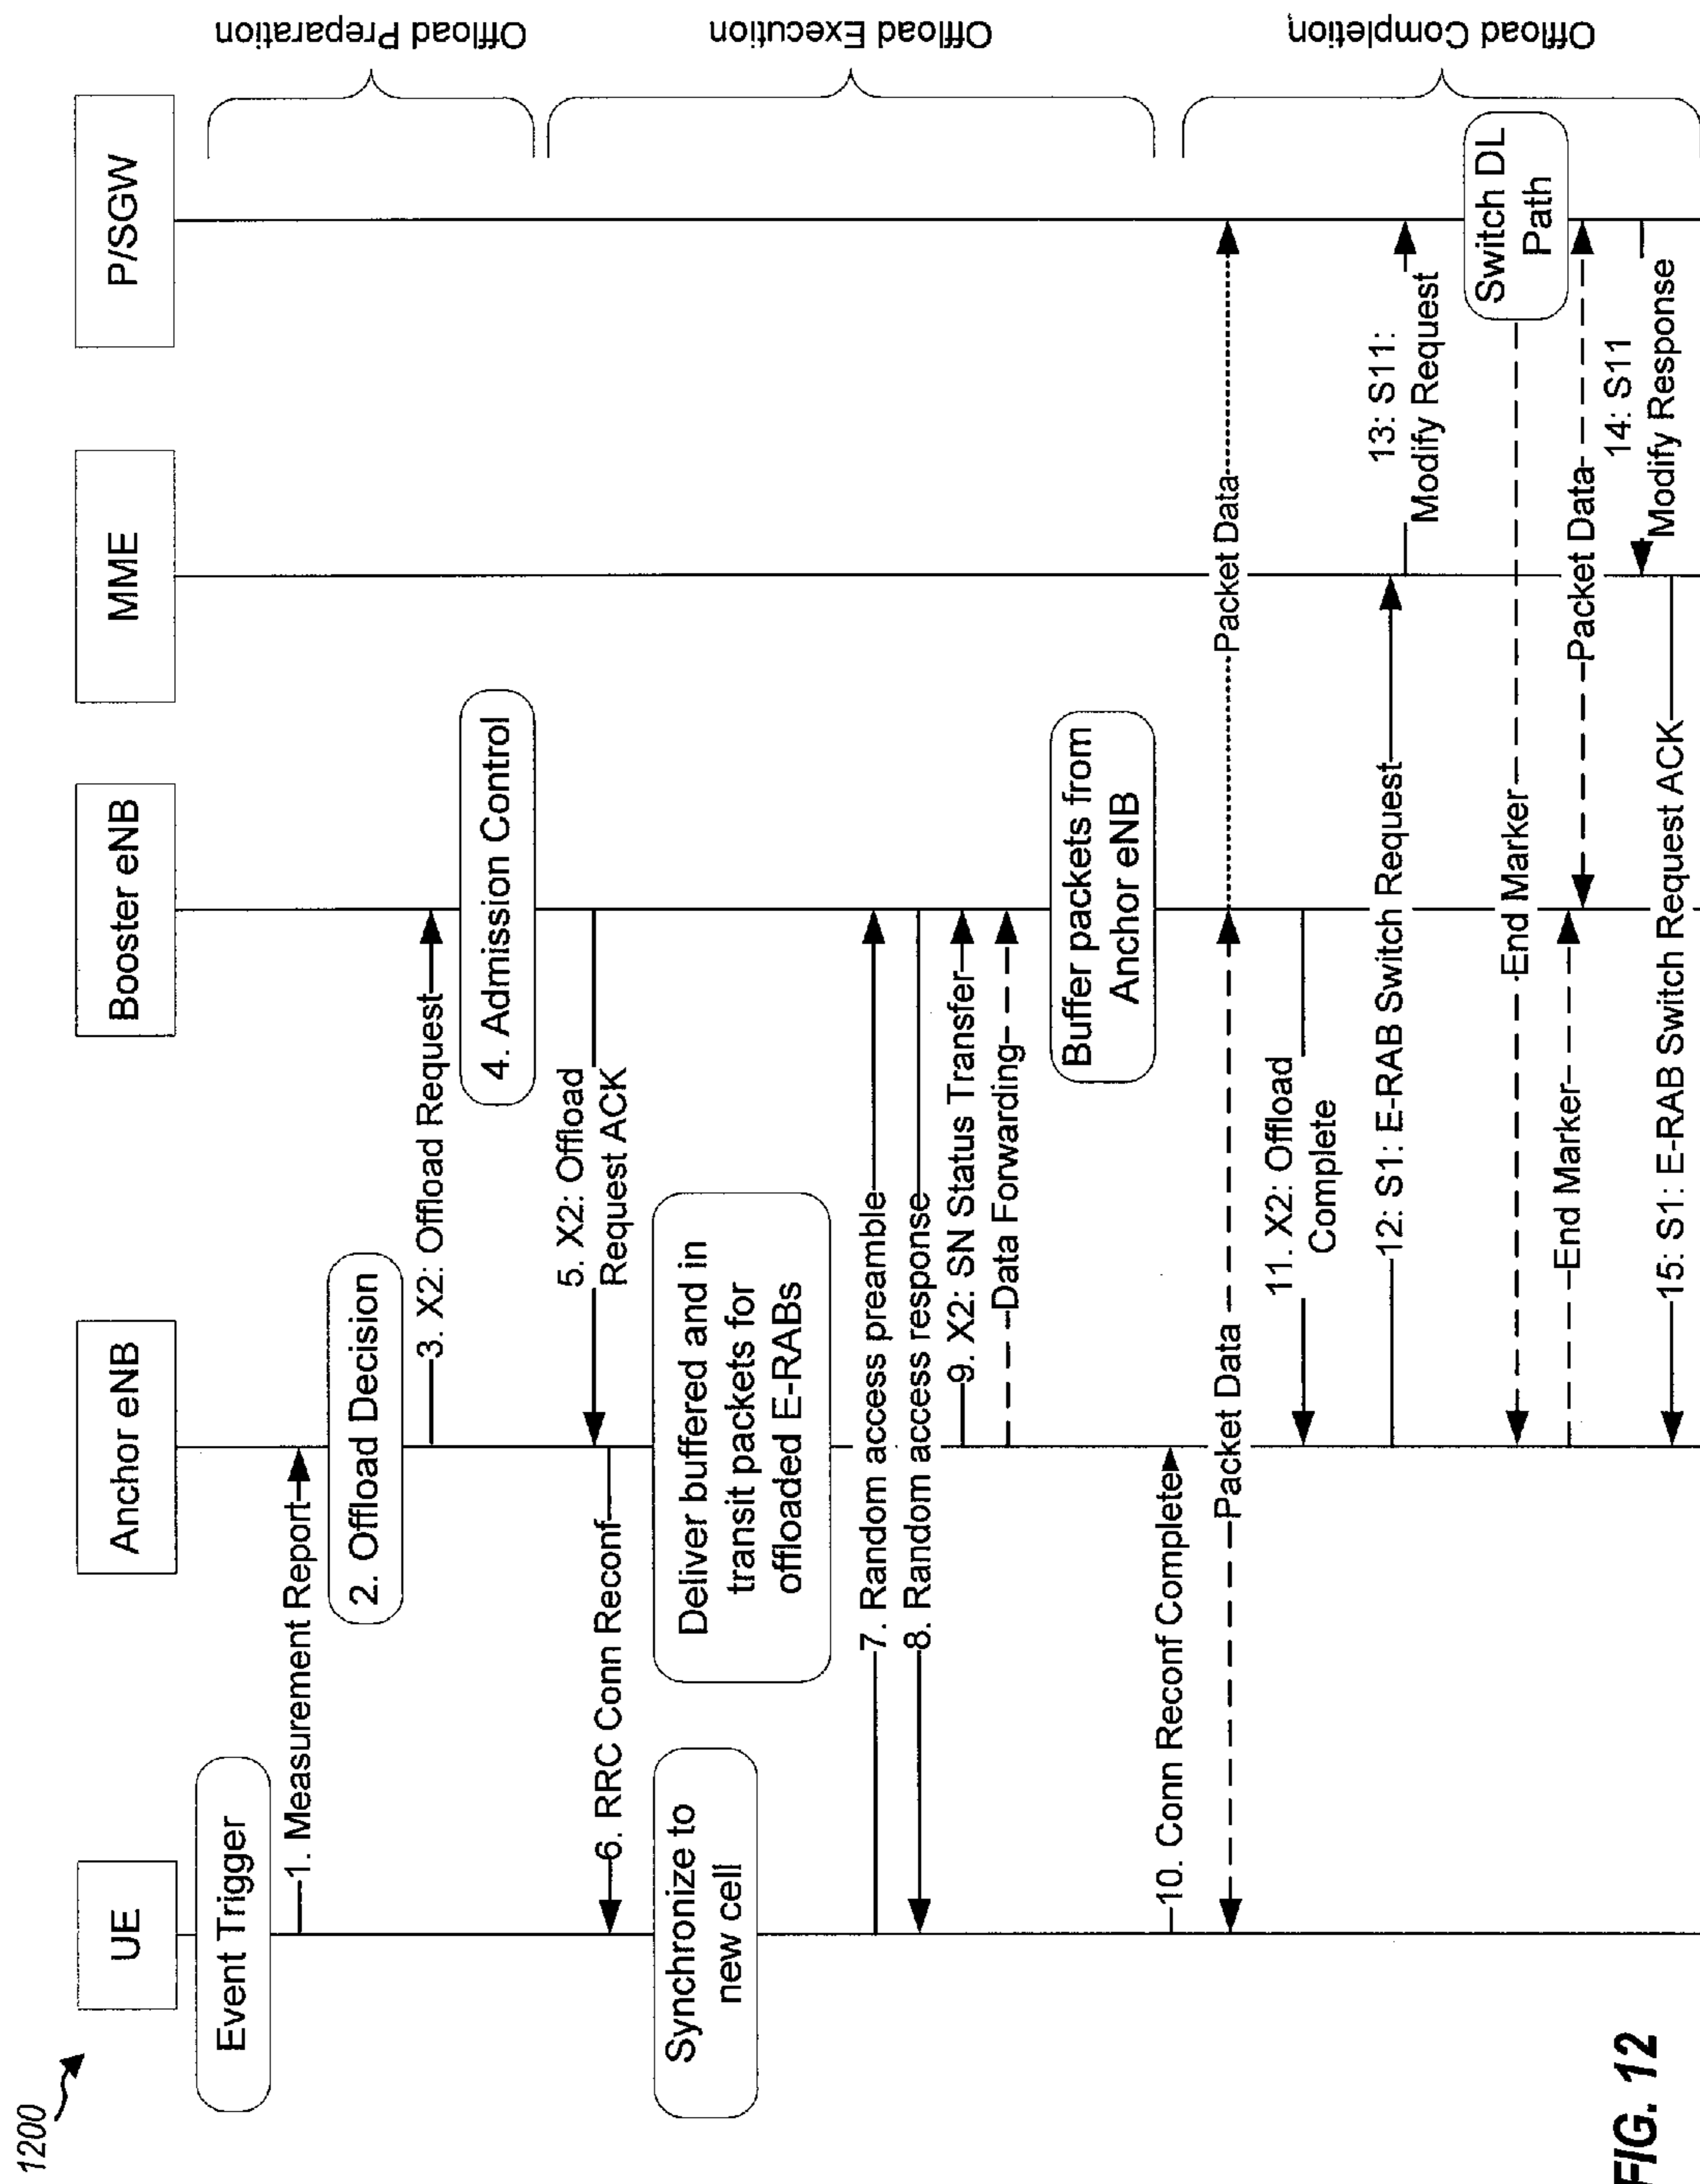 1200
UE
Anchor eNB
Booster eNB
MME
P/SGW
Event Trigger
Offload Preparation
1. Measurement Report
2. Offload Decision
3. X2: Offload Request
4. Admission Control
5. X2: Offload
Request ACK
6. RRC Conn Reconf
Offload Execution
Synchronize to
new cell
Deliver buffered and in
transit packets for
offloaded E-RABs
7. Random access preamble
8. Random access response
9. X2: SN Status Transfer
Data Forwarding
Buffer packets from
Anchor eNB
10. Conn Reconf Complete
Packet Data
Packet Data
Offload Completion
11. X2: Offload
Complete
12: S1: E-RAB Switch Request
13: S11:
Modify Request
Switch DL
Path
End Marker
End Marker
Packet Data
14: S11
Modify Response
15: S1: E-RAB Switch Request ACK
FIG. 12